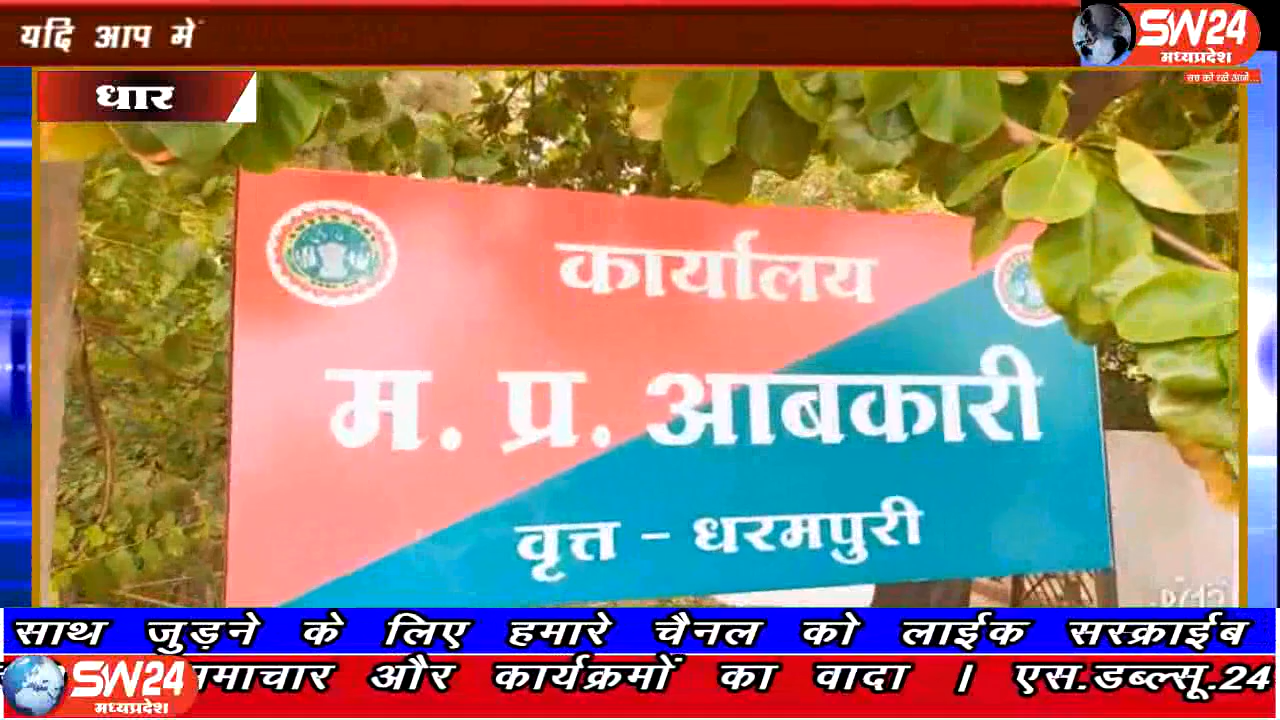 यदि आप में
SW24
मध्यप्रदेश
धार
कार्यालय
म. प्र. आबकारी
वृत्त - धरमपुरी
साथ जुड़ने के लिए हमारे चैनल को लाईक सस्क्राईब
समाचार और कार्यक्रमों का वादा । एस.डब्ल्सू.24
SW24
मध्यप्रदेश